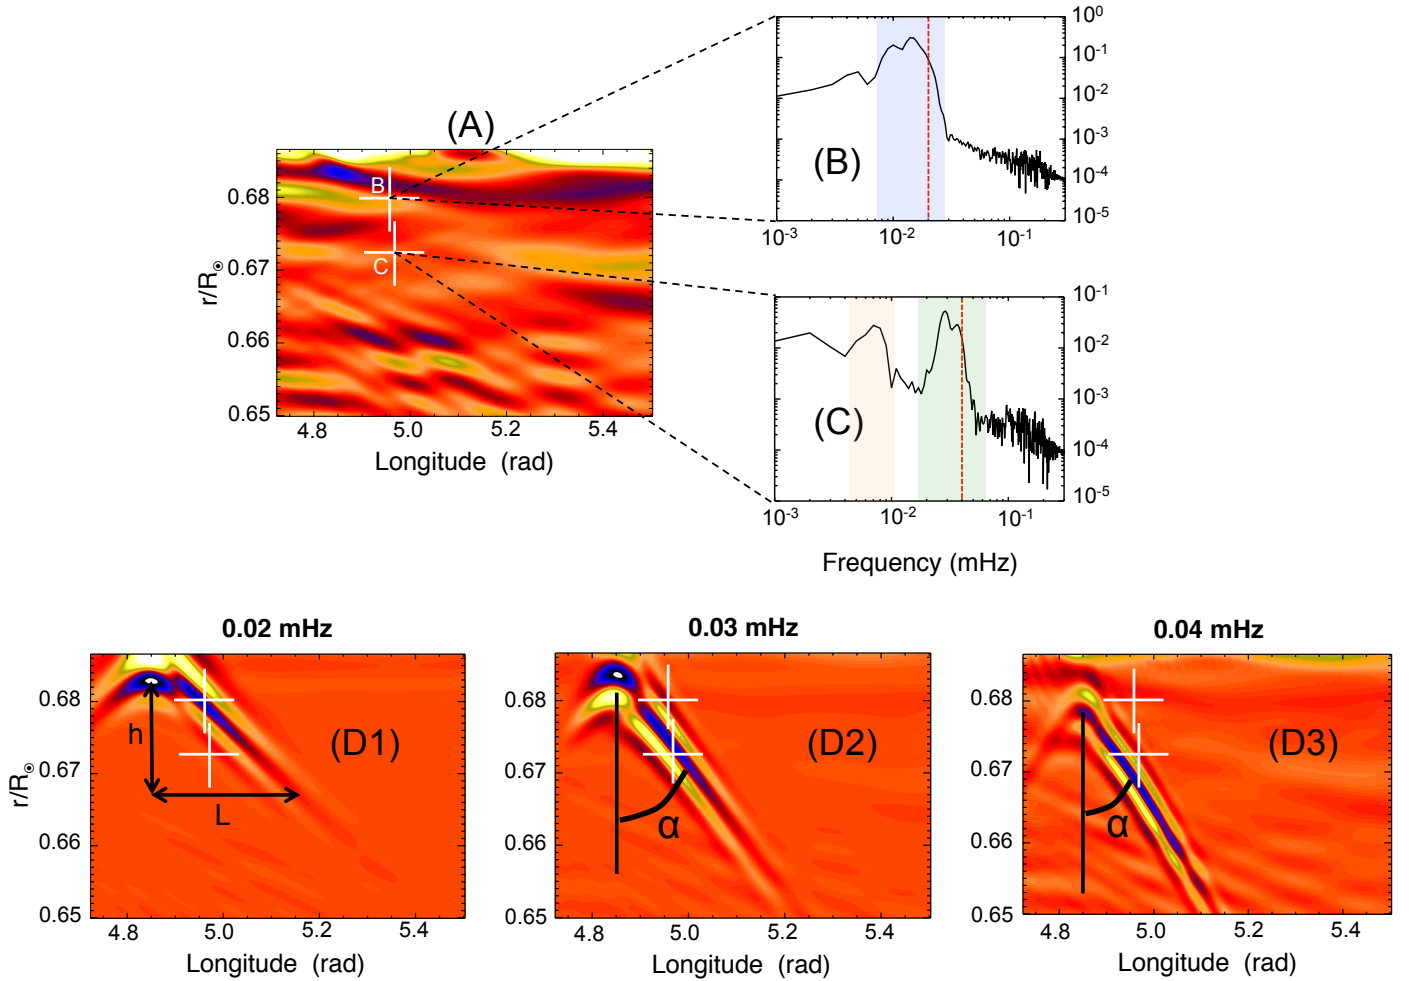 (A)
B
C
0.68
0.67
0.66
0.65
r/R⊙
4.8 5.0 5.2 5.4
Longitude (rad)
(B)
10⁰
10⁻¹
10⁻²
10⁻³
10⁻⁴
10⁻⁵
10⁻³ 10⁻² 10⁻¹
(C)
10⁻¹
10⁻²
10⁻³
10⁻⁴
10⁻⁵
10⁻³ 10⁻² 10⁻¹
Frequency (mHz)
0.02 mHz
0.68
0.67
0.66
0.65
r/R⊙
h
L
(D1)
4.8 5.0 5.2 5.4
Longitude (rad)
0.03 mHz
0.68
0.67
0.66
0.65
α
(D2)
4.8 5.0 5.2 5.4
Longitude (rad)
0.04 mHz
0.68
0.67
0.66
0.65
α
(D3)
4.8 5.0 5.2 5.4
Longitude (rad)